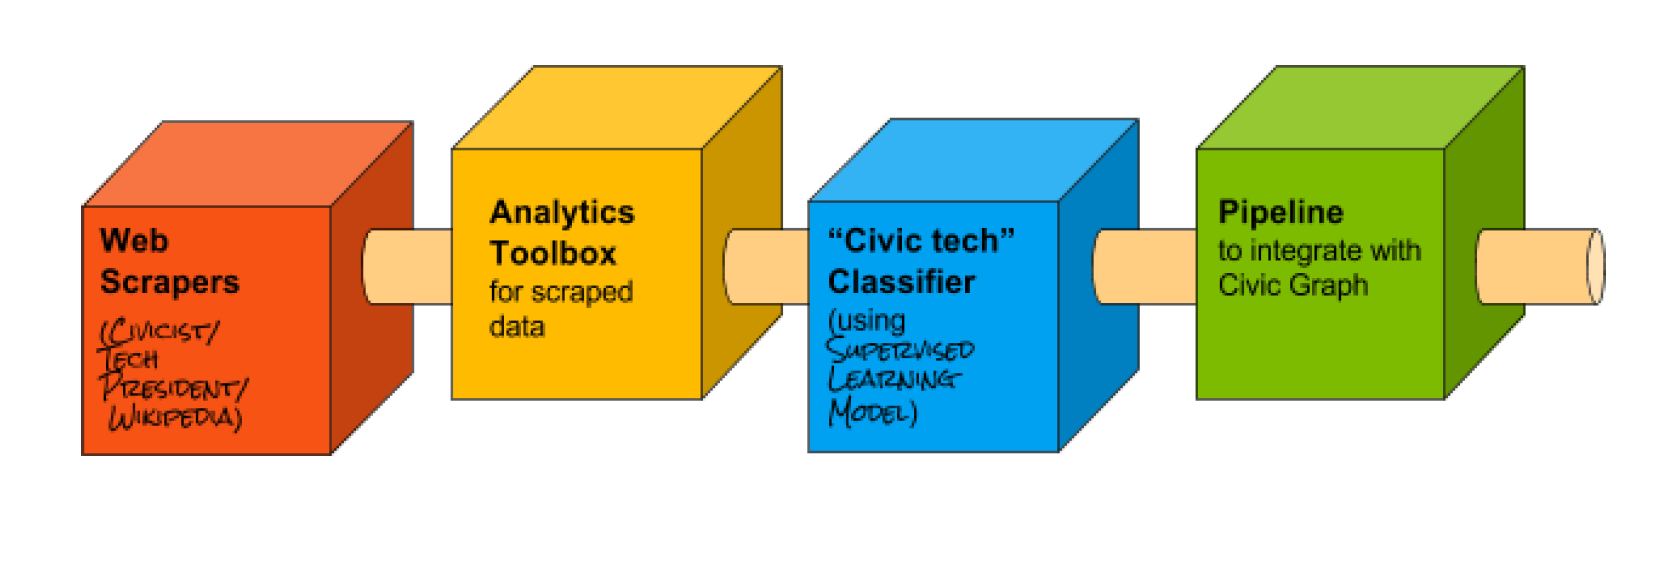 Web
Scrapers
(Civicist/
Tech
President/
Wikipedia)
Analytics
Toolbox
for scraped
data
“Civic tech”
Classifier
(using
Supervised
Learning
Model)
Pipeline
to integrate with
Civic Graph